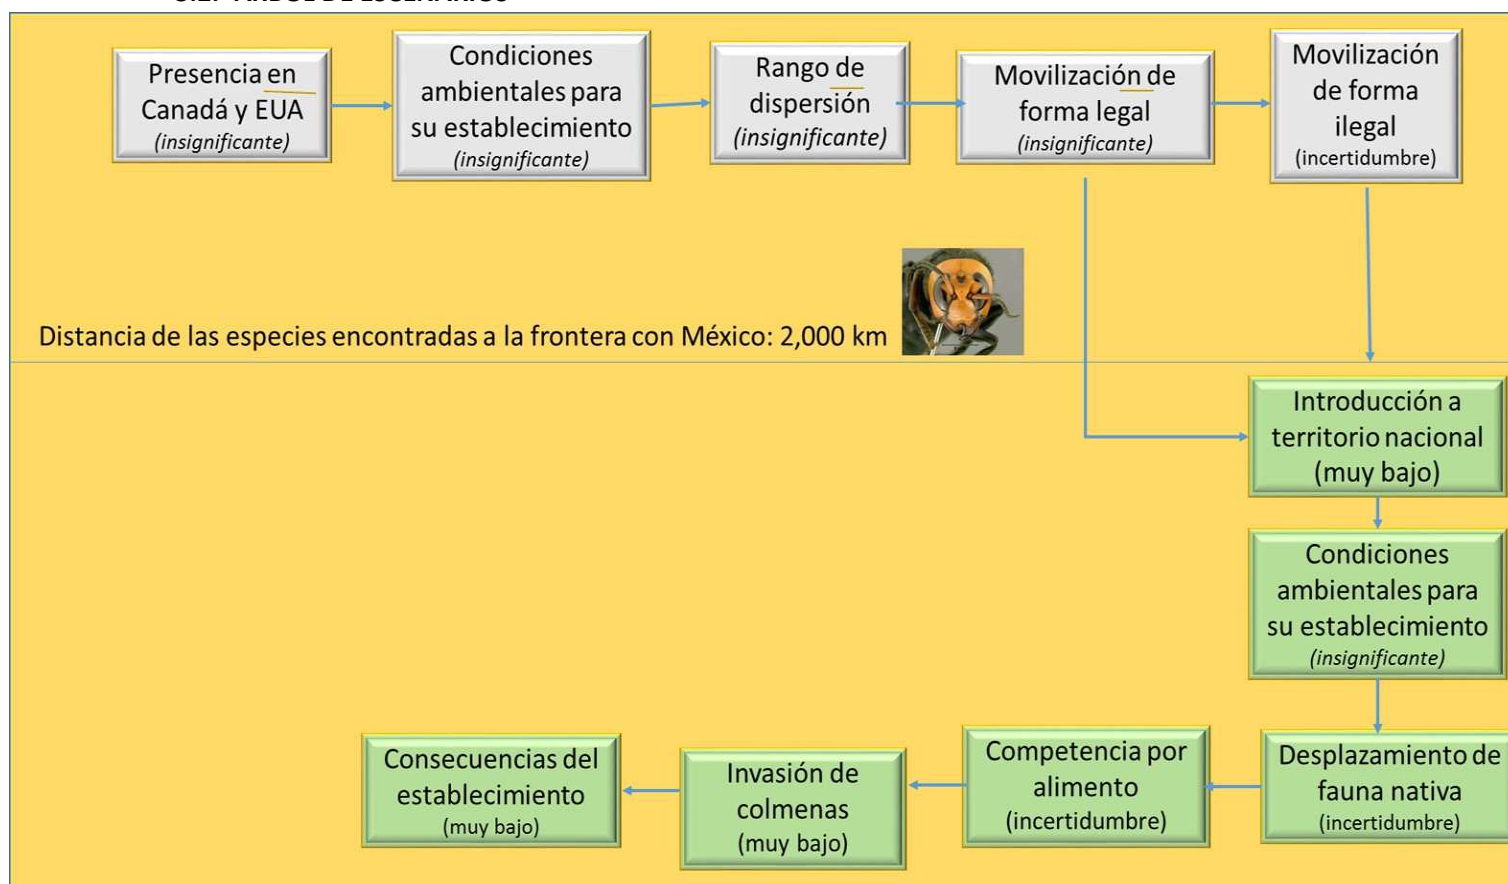 Presencia en
Canadá y EUA
(insignificante)
Condiciones
ambientales para
su establecimiento
(insignificante)
Rango de
dispersión
(insignificante)
Movilización de
forma legal
(insignificante)
Movilización
de forma
ilegal
(incertidumbre)
Distancia de las especies encontradas a la frontera con México: 2,000 km
Introducción a
territorio nacional
(muy bajo)
Condiciones
ambientales para
su establecimiento
(insignificante)
Desplazamiento de
fauna nativa
(incertidumbre)
Competencia por
alimento
(incertidumbre)
Invasión de
colmenas
(muy bajo)
Consecuencias del
establecimiento
(muy bajo)